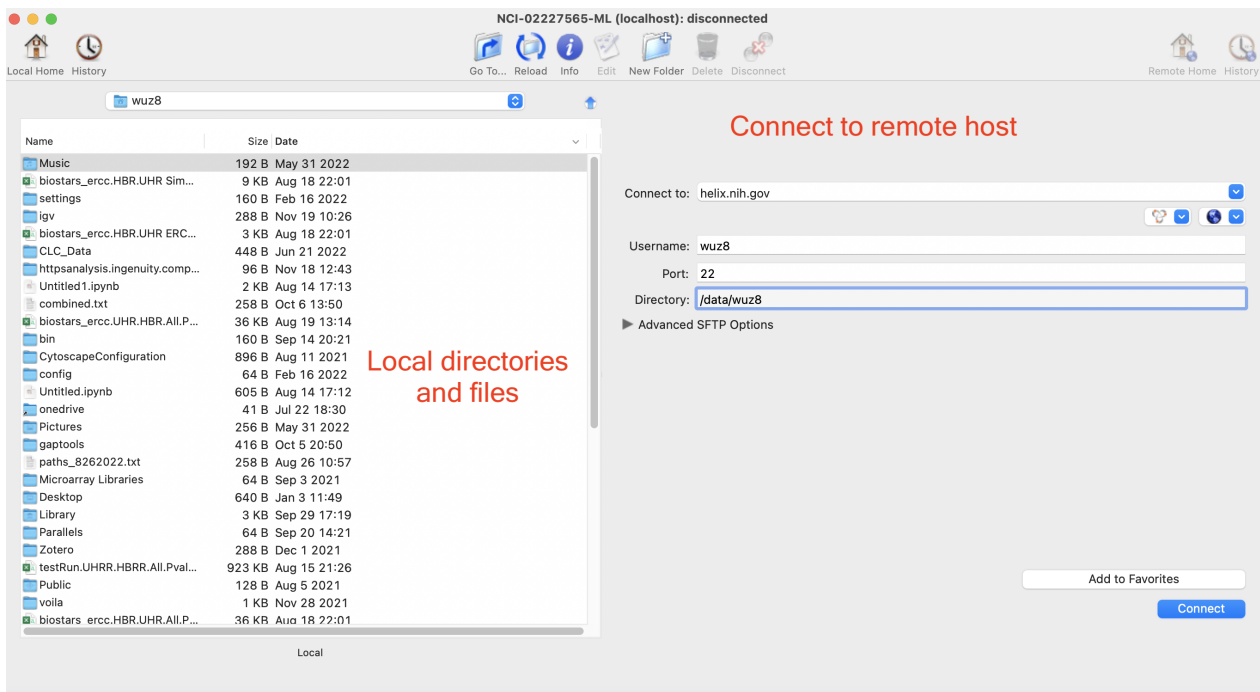 NCI-02227565-ML (localhost): disconnected
Local Home History Go To... Reload Info Edit New Folder Delete Disconnect Remote Home History
wuz8
Connect to remote host
Name Size Date
Music 192 B May 31 2022
biostars_ercc.HBR.UHR Sim... 9 KB Aug 18 22:01
settings 160 B Feb 16 2022
igv 288 B Nov 19 10:26
biostars_ercc.HBR.UHR ERC... 3 KB Aug 18 22:01
CLC_Data 448 B Jun 21 2022
httpsanalysis.ingenuity.comp... 96 B Nov 18 12:43
Untitled1.ipynb 2 KB Aug 14 17:13
combined.txt 258 B Oct 6 13:50
biostars_ercc.UHR.HBR.All.P... 36 KB Aug 19 13:14
bin 160 B Sep 14 20:21
CytoscapeConfiguration 896 B Aug 11 2021
config 64 B Feb 16 2022
Untitled.ipynb 605 B Aug 14 17:12
onedrive 41 B Jul 22 18:30
Pictures 256 B May 31 2022
gaptools 416 B Oct 5 20:50
paths_8262022.txt 258 B Aug 26 10:57
Microarray Libraries 64 B Sep 3 2021
Desktop 640 B Jan 3 11:49
Library 3 KB Sep 29 17:19
Parallels 64 B Sep 20 14:21
Zotero 288 B Dec 1 2021
testRun.UHRR.HBRR.All.Pval... 923 KB Aug 15 21:26
Public 128 B Aug 5 2021
voila 1 KB Nov 28 2021
biostars_ercc.HBR.UHR.All.P... 36 KB Aug 18 22:01
Local directories
and files
Local
Connect to: helix.nih.gov
Username: wuz8
Port: 22
Directory: /data/wuz8
Advanced SFTP Options
Add to Favorites
Connect